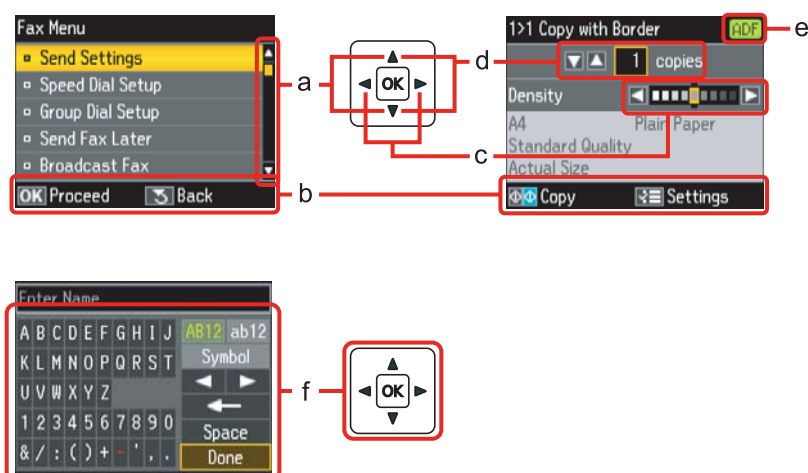 Fax Menu
Send Settings
Speed Dial Setup
Group Dial Setup
Send Fax Later
Broadcast Fax
OK Proceed Back
a
b
OK
d
c
1>1 Copy with Border ADF
1 copies
Density
A4 Plain Paper
Standard Quality
Actual Size
Copy Settings
e
Enter Name
A B C D E F G H I J AB12 ab12
K L M N O P Q R S T Symbol
U V W X Y Z
1 2 3 4 5 6 7 8 9 0 Space
& / : ( ) + - ' , . Done
f
OK